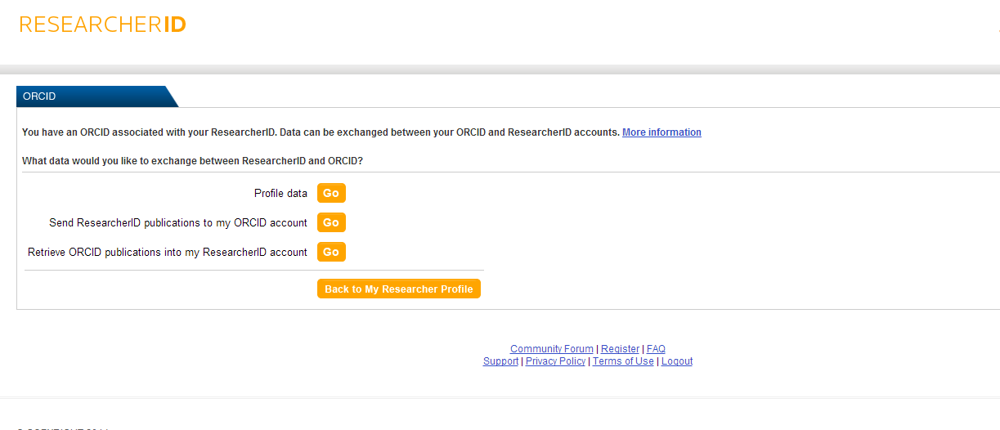 RESEARCHERID
ORCID
You have an ORCID associated with your ResearcherID. Data can be exchanged between your ORCID and ResearcherID accounts. More information
What data would you like to exchange between ResearcherID and ORCID?
Profile data Go
Send ResearcherID publications to my ORCID account Go
Retrieve ORCID publications into my ResearcherID account Go
Back to My Researcher Profile
Community Forum | Register | FAQ
Support | Privacy Policy | Terms of Use | Logout